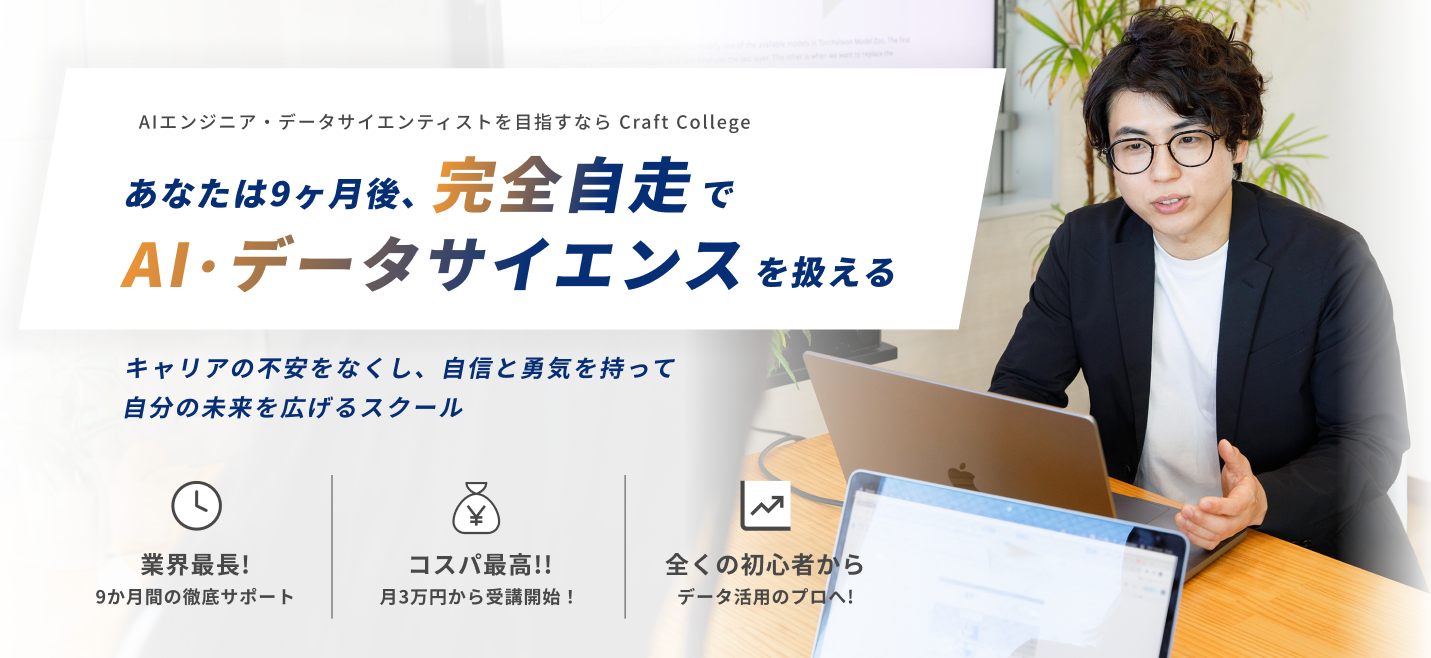 AIエンジニア・データサイエンティストを目指すなら Craft College
あなたは9ヶ月後、完全自走で
AI・データサイエンスを扱える
キャリアの不安をなくし、自信と勇気を持って
自分の未来を広げるスクール
業界最長!
9か月間の徹底サポート
コスパ最高!!
月3万円から受講開始！
全くの初心者から
データ活用のプロへ!